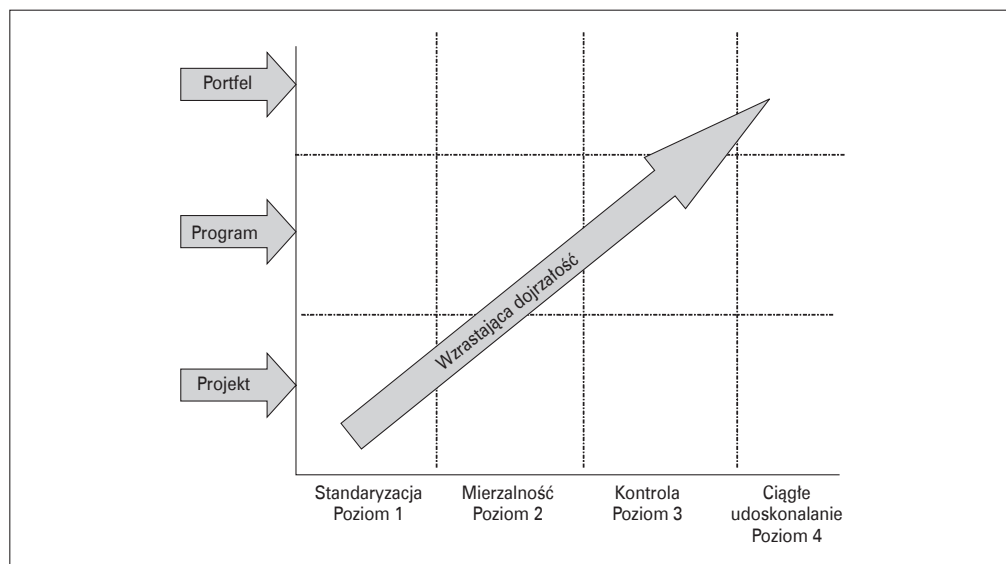 Portfel
Program
Wzrastająca dojrzałość
Projekt
Standaryzacja
Poziom 1
Mierzalność
Poziom 2
Kontrola
Poziom 3
Ciągłe
udoskonalanie
Poziom 4